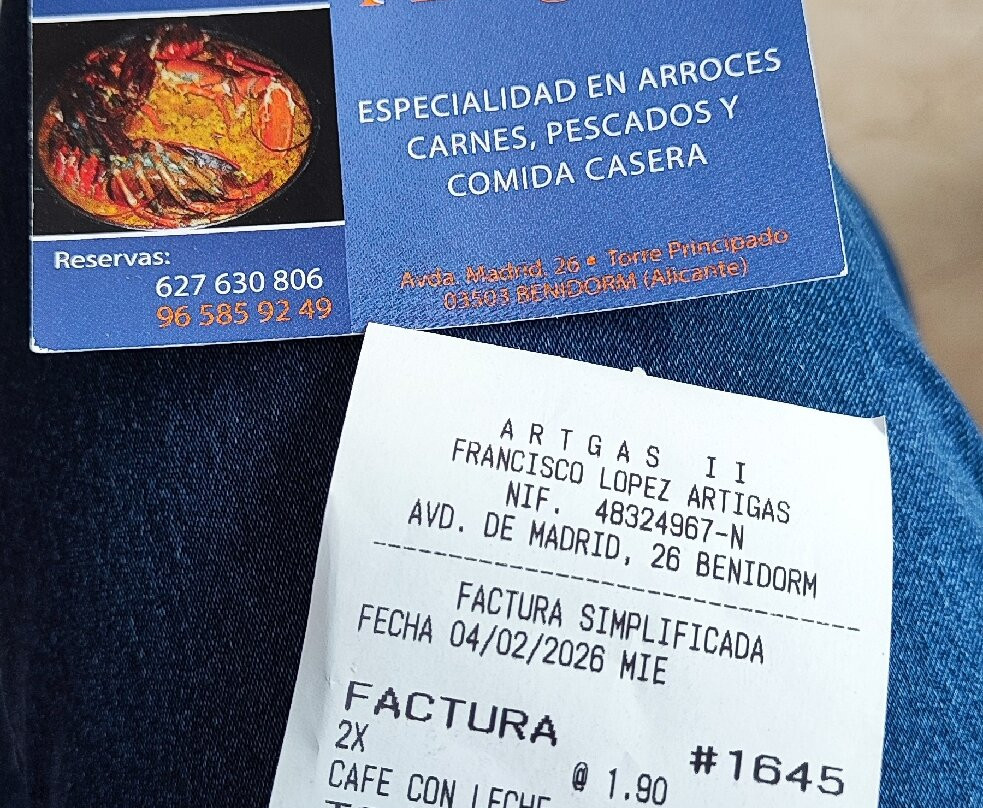 ESPECIALIDAD EN ARROCES
CARNES, PESCADOS Y
COMIDA CASERA
Reservas:
627 630 806
96 585 92 49
Avda. Madrid, 26 • Torre Principado
03503 BENIDORM (Alicante)
ARTGAS II
FRANCISCO LOPEZ ARTIGAS
NIF. 48324967-N
AVD. DE MADRID, 26 BENIDORM
FACTURA SIMPLIFICADA
FECHA 04/02/2026 MIE
FACTURA #1645
2X @ 1.90
CAFE CON LECHE